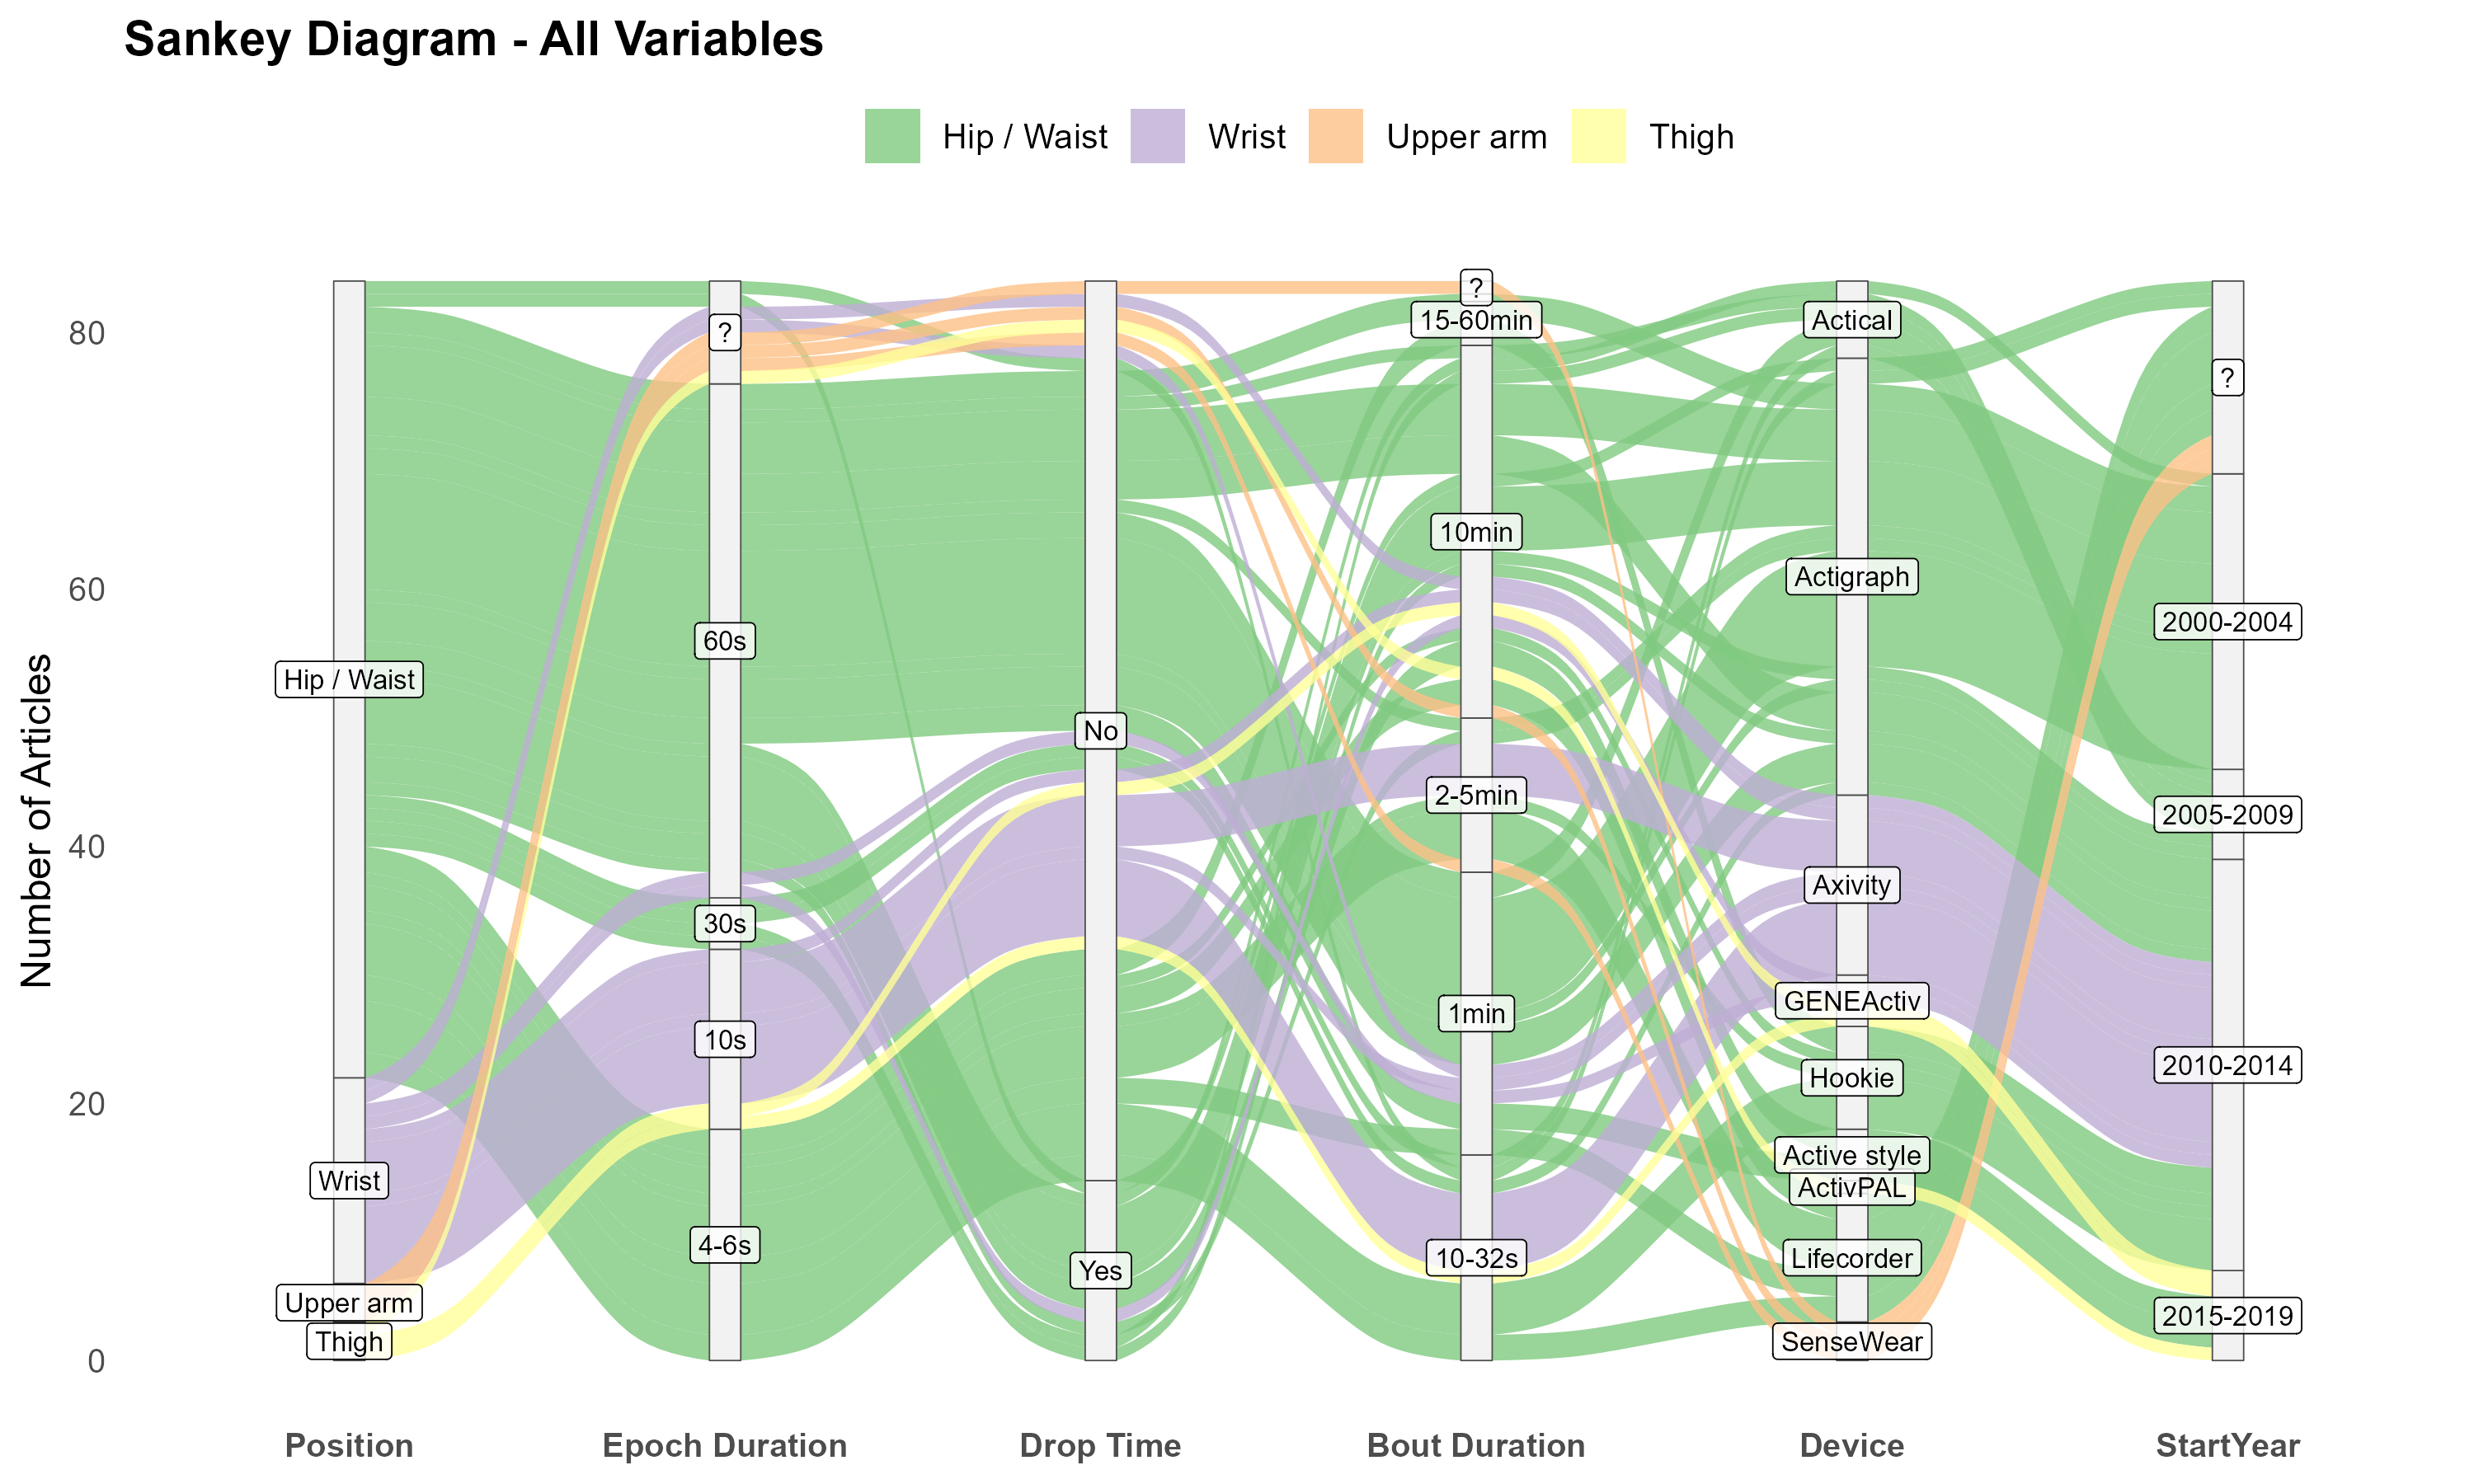 Sankey Diagram - All Variables
Hip / Waist
Wrist
Upper arm
Thigh
Number of Articles
80
60
40
20
0
Hip / Waist
Wrist
Upper arm
Thigh
?
60s
30s
10s
4-6s
No
Yes
?
15-60min
10min
2-5min
1min
10-32s
Actical
Actigraph
Axivity
GENEActiv
Hookie
Active style
ActivPAL
Lifecorder
SenseWear
?
2000-2004
2005-2009
2010-2014
2015-2019
Position
Epoch Duration
Drop Time
Bout Duration
Device
StartYear